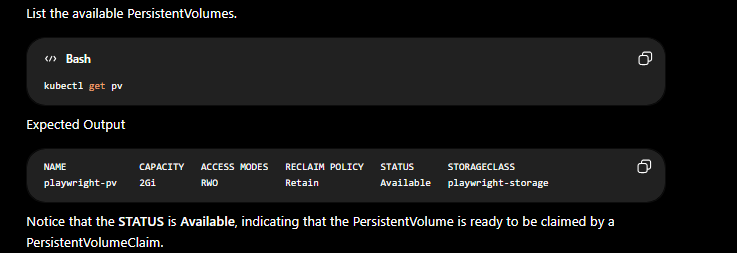 List the available PersistentVolumes.
</> Bash
kubectl get pv
Expected Output
NAME CAPACITY ACCESS MODES RECLAIM POLICY STATUS STORAGECLASS
playwright-pv 2Gi RWO Retain Available playwright-storage
Notice that the STATUS is Available, indicating that the PersistentVolume is ready to be claimed by a
PersistentVolumeClaim.